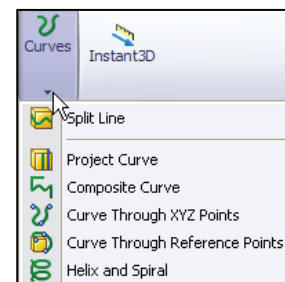 Curves
Instant3D
Split Line
Project Curve
Composite Curve
Curve Through XYZ Points
Curve Through Reference Points
Helix and Spiral